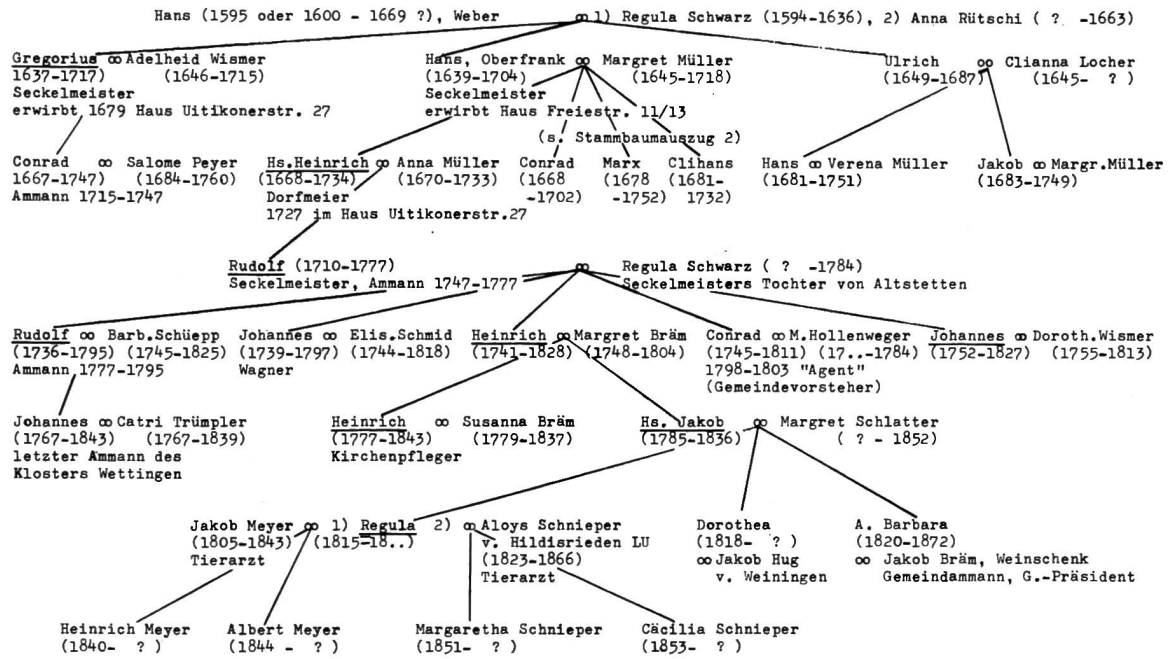 Hans (1595 oder 1600 - 1669 ?), Weber ∞ 1) Regula Schwarz (1594-1636), 2) Anna Rütschi ( ? -1663)
Gregorius ∞ Adelheid Wismer Hans, Oberfrank ∞ Margret Müller Ulrich ∞ Clianna Locher
1637-1717) (1646-1715) (1639-1704) (1645-1718) (1649-1687) (1645- ? )
Seckelmeister Seckelmeister
erwirbt 1679 Haus Uitikonerstr. 27 erwirbt Haus Freiestr. 11/13
(s. Stammbaumauszug 2)
Conrad ∞ Salome Peyer Hs.Heinrich ∞ Anna Müller Conrad Marx Clihans Hans ∞ Verena Müller Jakob ∞ Margr.Müller
1667-1747) (1684-1760) (1668-1734) (1670-1733) (1668 (1678 (1681- (1681-1751) (1683-1749)
Ammann 1715-1747 Dorfmeier -1702) -1752) 1732)
1727 im Haus Uitikonerstr.27
Rudolf (1710-1777) ∞ Regula Schwarz ( ? -1784)
Seckelmeister, Ammann 1747-1777 Seckelmeisters Tochter von Altstetten
Rudolf ∞ Barb.Schüepp Johannes ∞ Elis.Schmid Heinrich ∞ Margret Bräm Conrad ∞ M.Hollenweger Johannes ∞ Doroth.Wismer
(1736-1795) (1745-1825) (1739-1797) (1744-1818) (1741-1828) (1748-1804) (1745-1811) (17..-1784) (1752-1827) (1755-1813)
Ammann 1777-1795 Wagner 1798-1803 "Agent"
(Gemeindevorsteher)
Johannes ∞ Catri Trümpler Heinrich ∞ Susanna Bräm Hs. Jakob ∞ Margret Schlatter
(1767-1843) (1767-1839) (1777-1843) (1779-1837) (1785-1836) ( ? - 1852)
letzter Ammann des Kirchenpfleger
Klosters Wettingen
Jakob Meyer ∞ 1) Regula 2) ∞ Aloys Schnieper Dorothea A. Barbara
(1805-1843) (1815-18..) v. Hildisrieden LU (1818- ? ) (1820-1872)
Tierarzt (1823-1866) ∞ Jakob Hug ∞ Jakob Bräm, Weinschenk
Tierarzt v. Weiningen Gemeindammann, G.-Präsident
Heinrich Meyer Albert Meyer Margaretha Schnieper Cäcilia Schnieper
(1840- ? ) (1844 - ? ) (1851- ? ) (1853- ? )